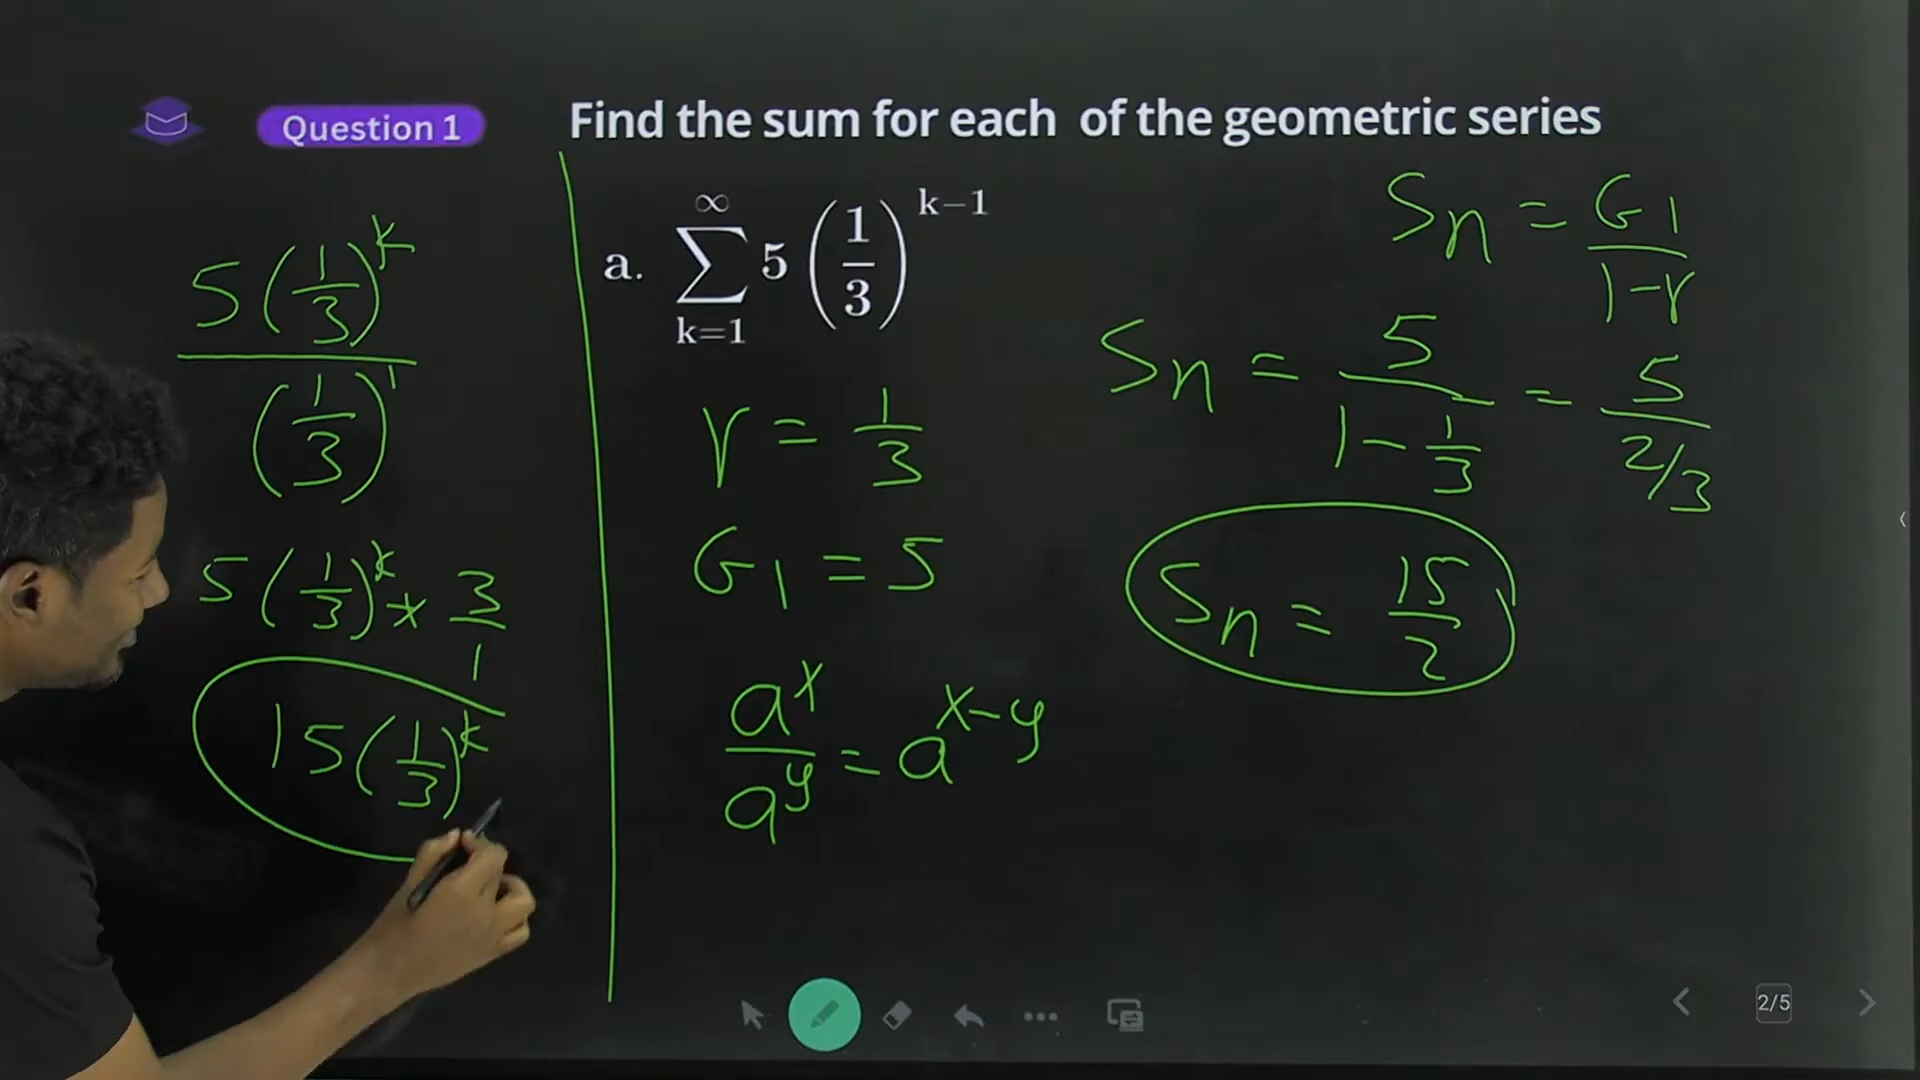 Question 1
Find the sum for each of the geometric series
a. ∑_{k=1}^{∞} 5 (1/3)^{k−1}
5(1/3)^k / (1/3)^1
5(1/3)^k × 3/1
15(1/3)^k
r = 1/3
G1 = 5
a^x / a^y = a^{x−y}
Sn = G1 / (1−r)
Sn = 5 / (1 − 1/3) = 5 / (2/3)
Sn = 15/2
2/5